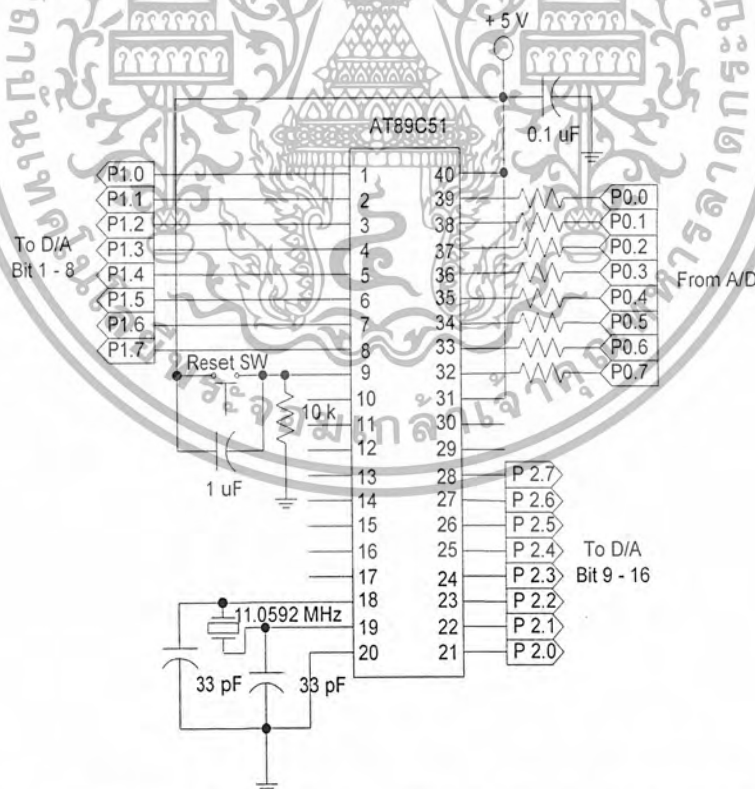 + 5 V
0.1 uF
AT89C51
P1.0
P1.1
P1.2
P1.3
P1.4
P1.5
P1.6
P1.7
To D/A
Bit 1 - 8
Reset SW
10 k
1 uF
11.0592 MHz
33 pF
33 pF
1
2
3
4
5
6
7
8
9
10
11
12
13
14
15
16
17
18
19
20
40
39
38
37
36
35
34
33
32
31
30
29
28
27
26
25
24
23
22
21
P0.0
P0.1
P0.2
P0.3
P0.4
P0.5
P0.6
P0.7
From A/D
P 2.7
P 2.6
P 2.5
P 2.4
P 2.3
P 2.2
P 2.1
P 2.0
To D/A
Bit 9 - 16